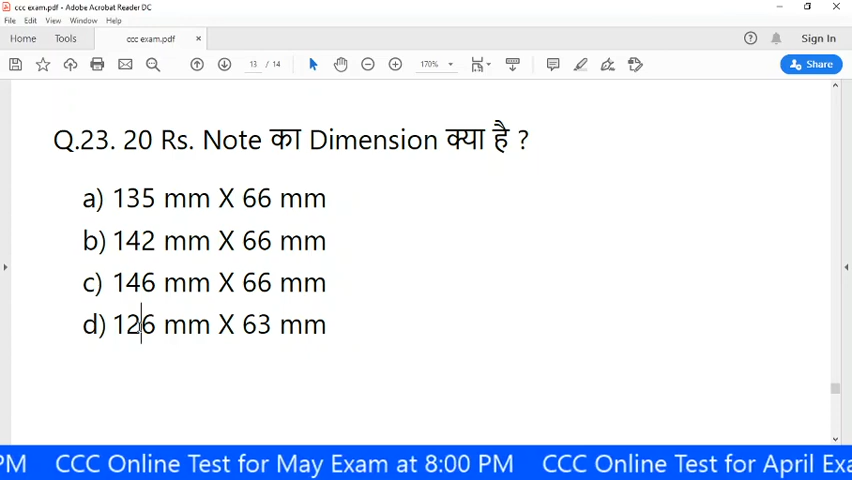 ccc exam.pdf - Adobe Acrobat Reader DC
File Edit View Window Help
Home Tools ccc exam.pdf × Sign In
13 / 14 170% Share
Q.23. 20 Rs. Note का Dimension क्या है ?
a) 135 mm X 66 mm
b) 142 mm X 66 mm
c) 146 mm X 66 mm
d) 126 mm X 63 mm
PM CCC Online Test for May Exam at 8:00 PM CCC Online Test for April Exa